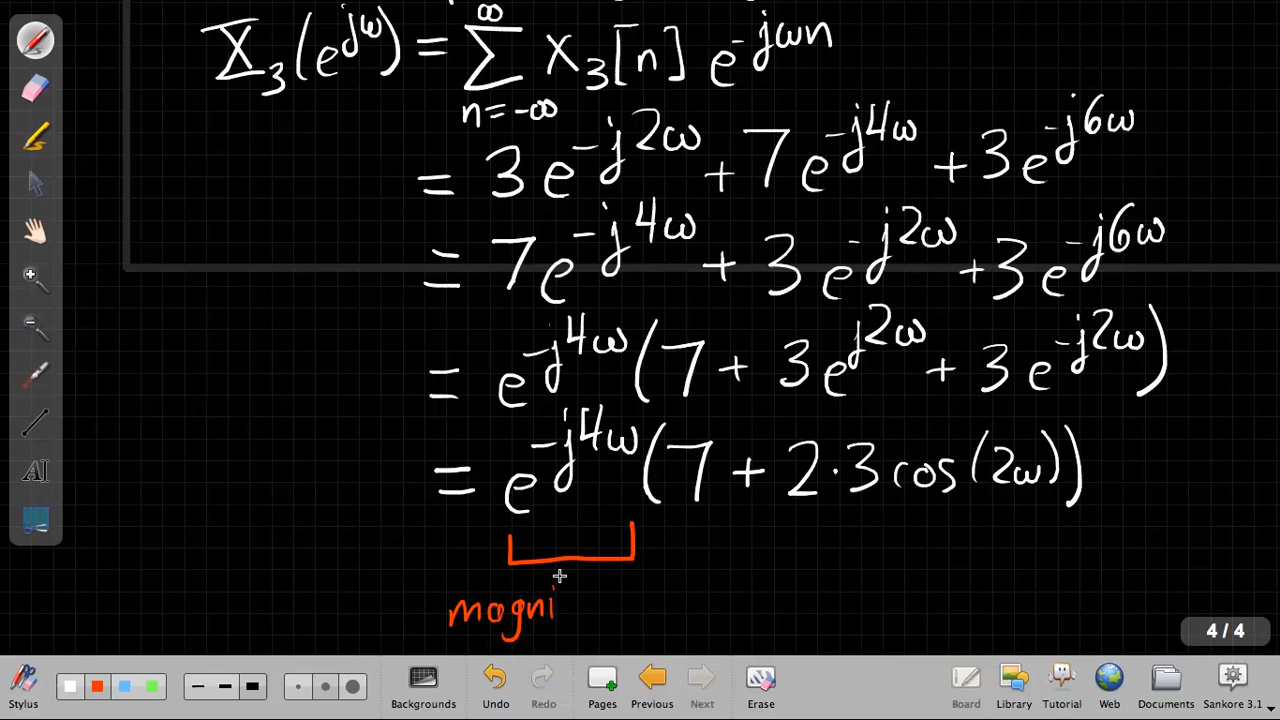 X₃(e^{jω}) = ∑_{n=-∞}^{∞} x₃[n] e^{-jωn}
= 3e^{-j2ω} + 7e^{-j4ω} + 3e^{-j6ω}
= 7e^{-j4ω} + 3e^{-j2ω} + 3e^{-j6ω}
= e^{-j4ω}(7 + 3e^{j2ω} + 3e^{-j2ω})
= e^{-j4ω}(7 + 2·3cos(2ω))
magni
4/4
Stylus Backgrounds Undo Redo Pages Previous Next Erase Board Library Tutorial Web Documents Sankore 3.1